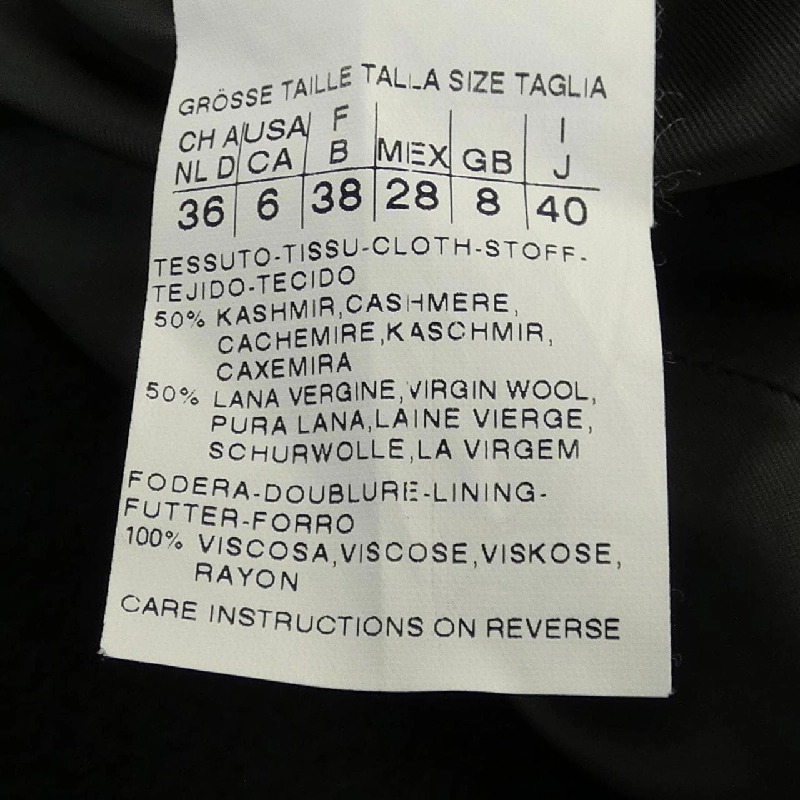 GRÖSSE TAILLE TALLA SIZE TAGLIA
CH A USA F I
NL D CA B MEX GB J
36 6 38 28 8 40
TESSUTO-TISSU-CLOTH-STOFF-
TEJIDO-TECIDO
50% KASHMIR,CASHMERE,
CACHEMIRE,KASCHMIR,
CAXEMIRA
50% LANA VERGINE,VIRGIN WOOL,
PURA LANA,LAINE VIERGE,
SCHURWOLLE,LA VIRGEM
FODERA-DOUBLURE-LINING-
FUTTER-FORRO
100% VISCOSA,VISCOSE,VISKOSE,
RAYON
CARE INSTRUCTIONS ON REVERSE